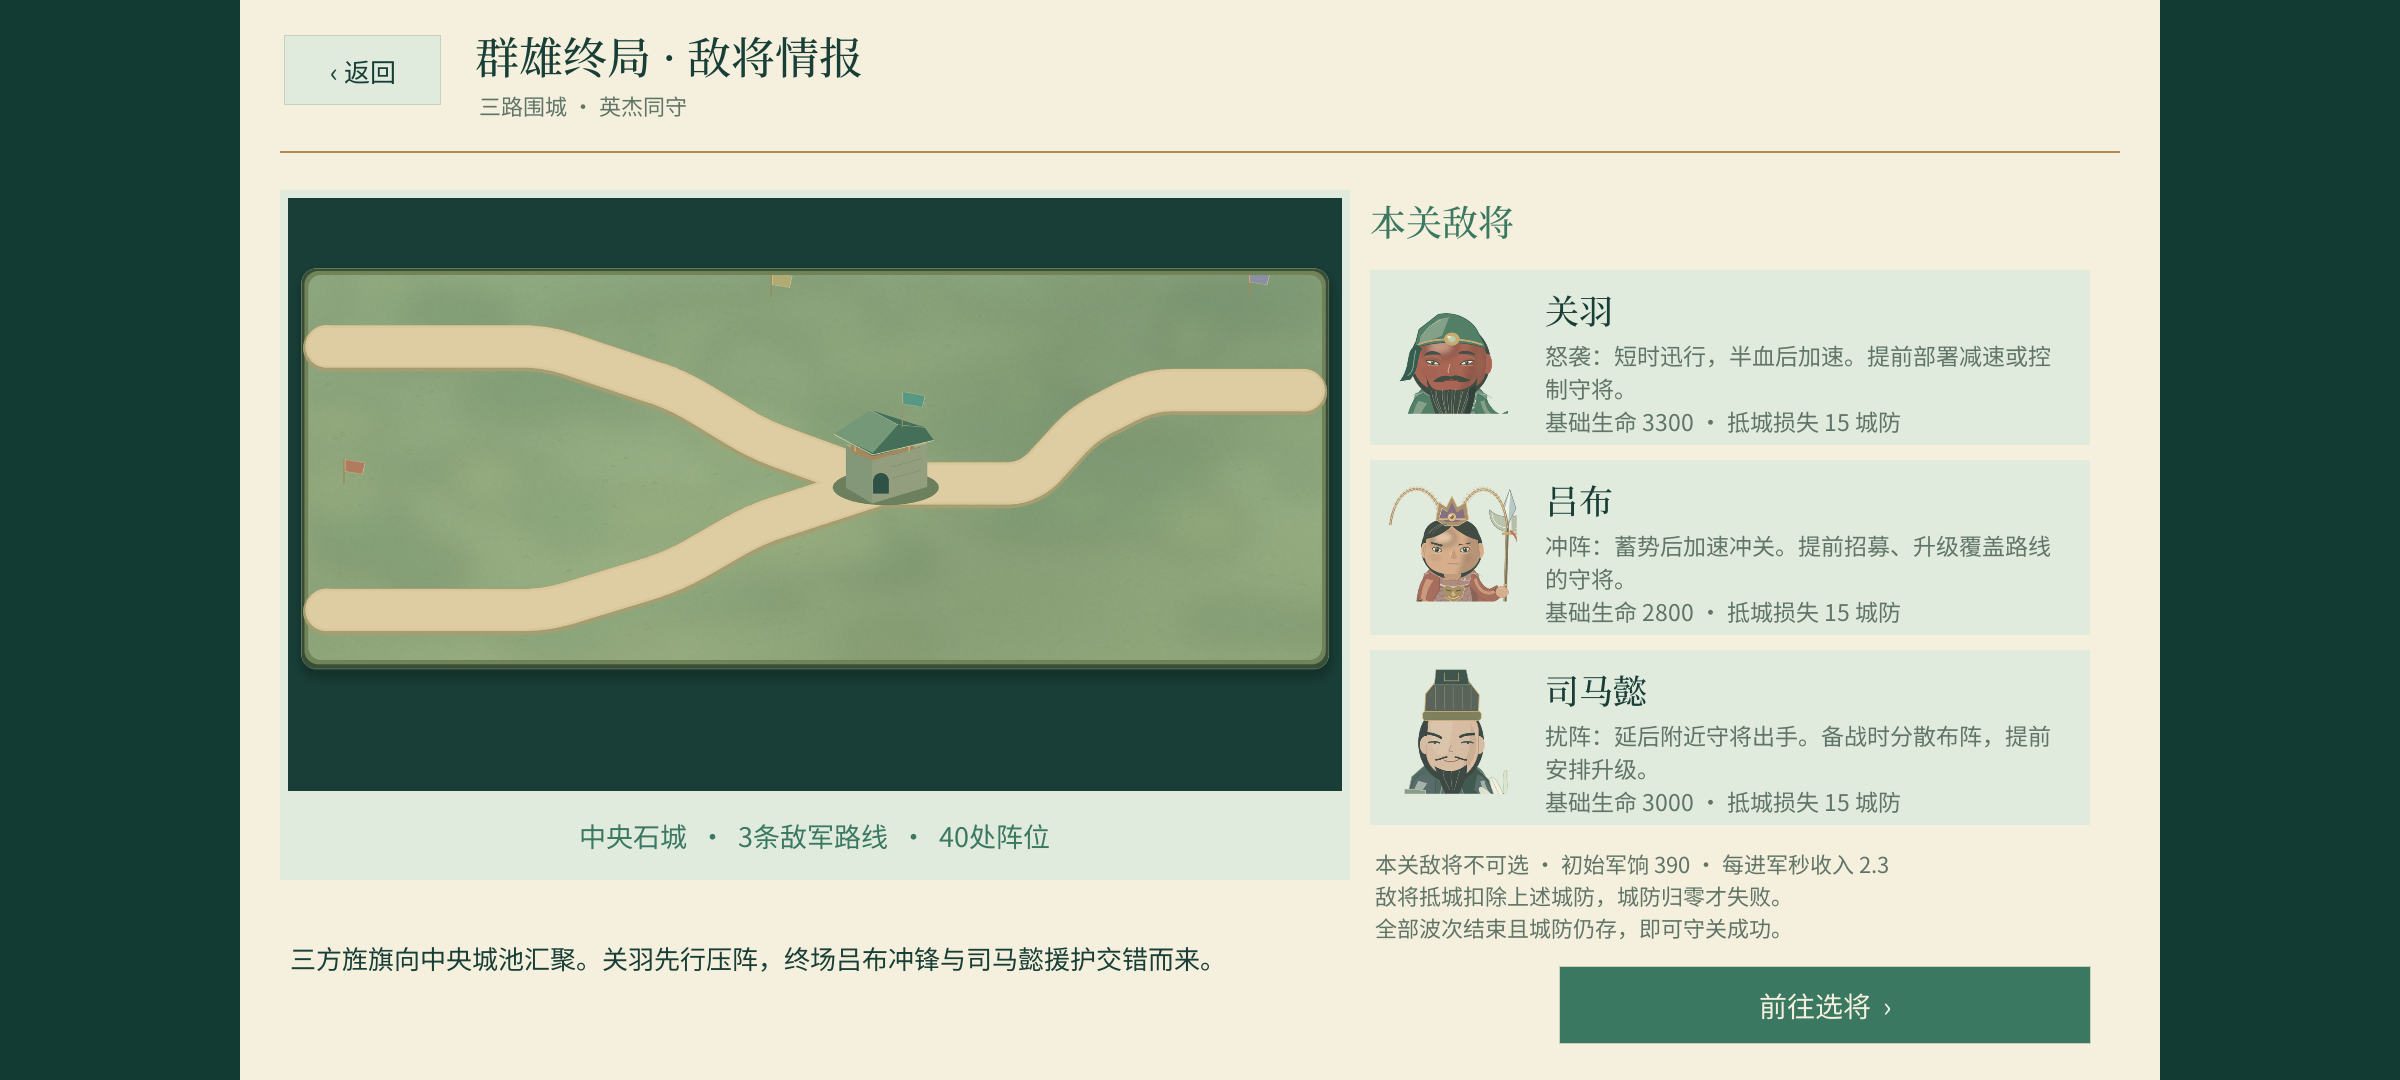 ‹ 返回
群雄终局 · 敌将情报
三路围城 · 英杰同守
中央石城 · 3条敌军路线 · 40处阵位
三方旌旗向中央城池汇聚。关羽先行压阵，终场吕布冲锋与司马懿援护交错而来。
本关敌将
关羽
怒袭：短时迅行，半血后加速。提前部署减速或控
制守将。
基础生命 3300 · 抵城损失 15 城防
吕布
冲阵：蓄势后加速冲关。提前招募、升级覆盖路线
的守将。
基础生命 2800 · 抵城损失 15 城防
司马懿
扰阵：延后附近守将出手。备战时分散布阵，提前
安排升级。
基础生命 3000 · 抵城损失 15 城防
本关敌将不可选 · 初始军饷 390 · 每进军秒收入 2.3
敌将抵城扣除上述城防，城防归零才失败。
全部波次结束且城防仍存，即可守关成功。
前往选将 ›